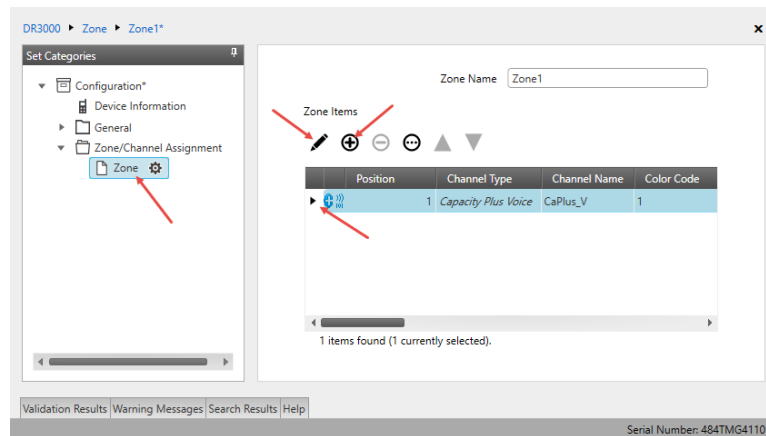 DR3000 Zone Zone1*
Set Categories
Configuration*
Device Information
General
Zone/Channel Assignment
Zone
Zone Name Zone1
Zone Items
Position Channel Type Channel Name Color Code
1 Capacity Plus Voice CaPlus_V 1
1 items found (1 currently selected).
Validation Results Warning Messages Search Results Help
Serial Number: 484TMG4110